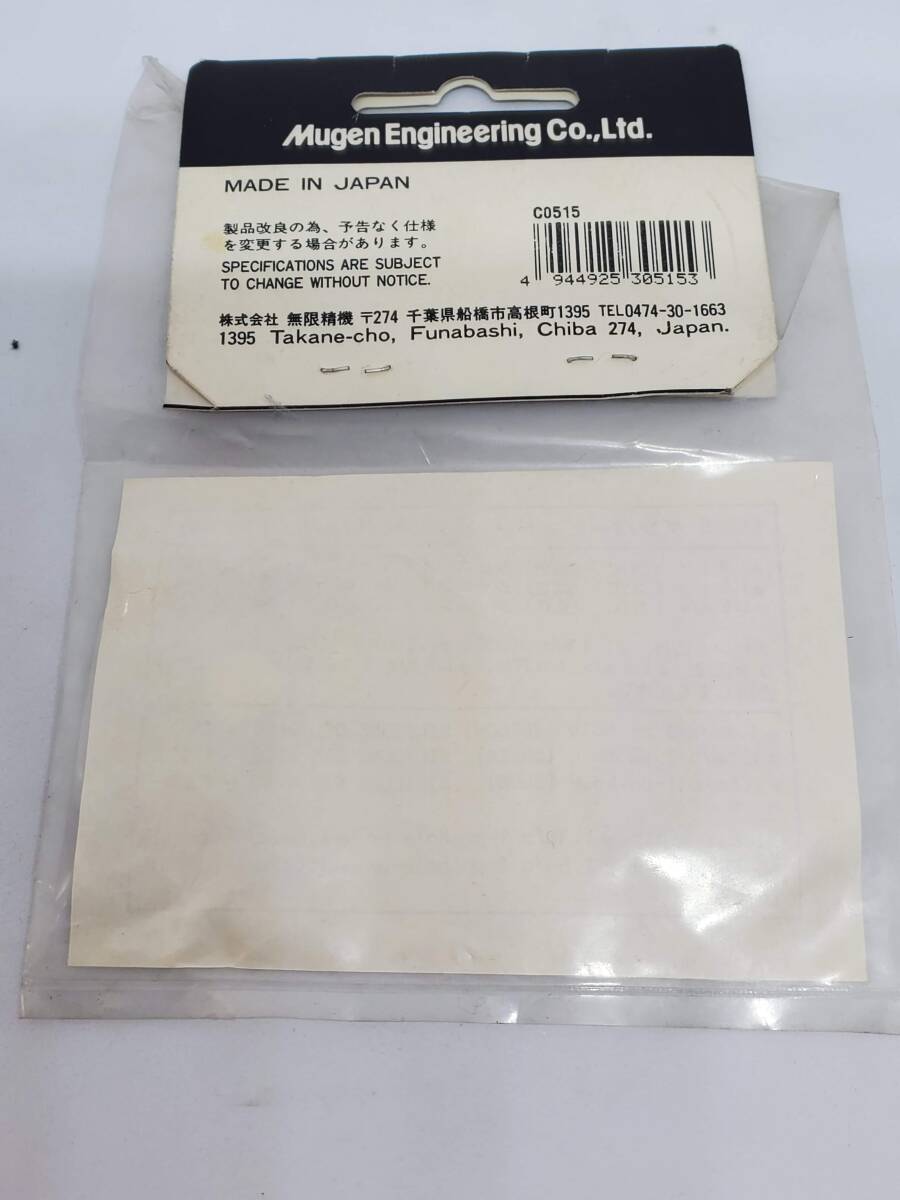 Mugen Engineering Co.,Ltd.
MADE IN JAPAN
製品改良の為、予告なく仕様
を変更する場合があります。
SPECIFICATIONS ARE SUBJECT
TO CHANGE WITHOUT NOTICE.
C0515
4 944925 305153
株式会社 無限精機 〒274 千葉県船橋市高根町1395 TEL0474-30-1663
1395 Takane-cho, Funabashi, Chiba 274, Japan.